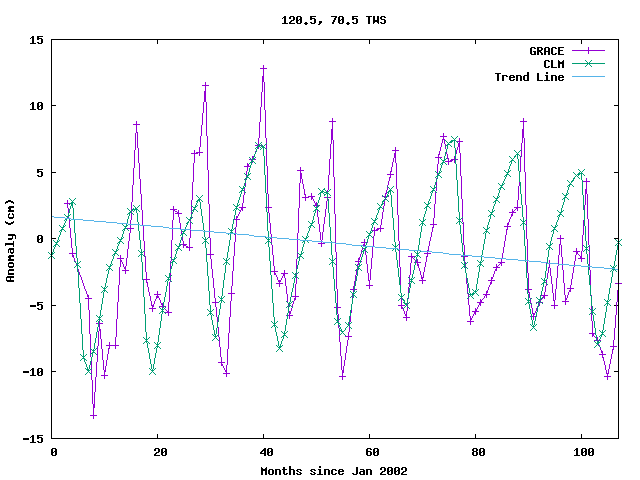 120.5, 70.5 TWS
GRACE
CLM
Trend Line
15
10
5
0
-5
-10
-15
Anomaly (cm)
0 20 40 60 80 100
Months since Jan 2002